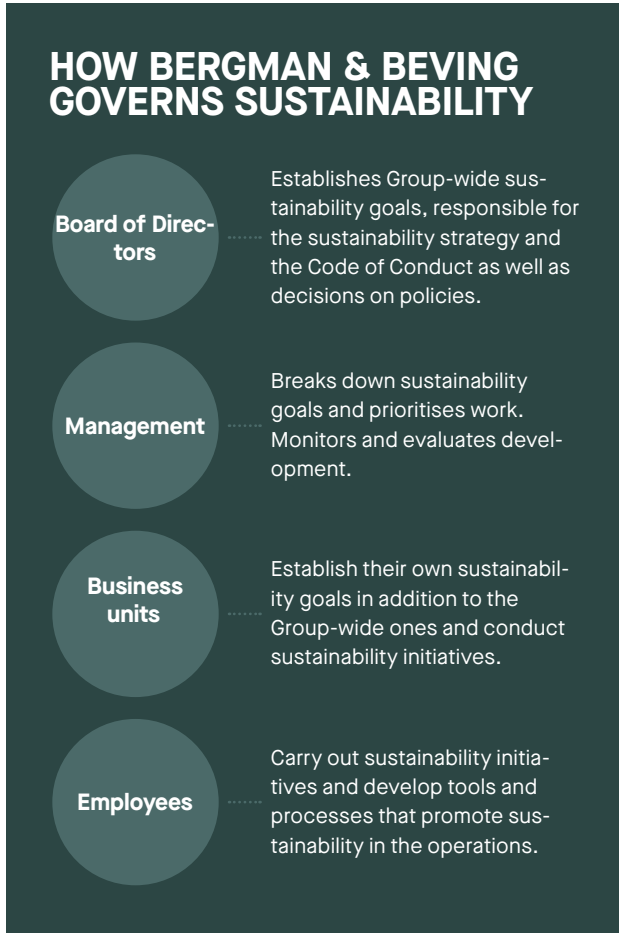 HOW BERGMAN & BEVING
GOVERNS SUSTAINABILITY
Board of Direc-
tors
Establishes Group-wide sus-
tainability goals, responsible for
the sustainability strategy and
the Code of Conduct as well as
decisions on policies.
Management
Breaks down sustainability
goals and prioritises work.
Monitors and evaluates devel-
opment.
Business
units
Establish their own sustainabil-
ity goals in addition to the
Group-wide ones and conduct
sustainability initiatives.
Employees
Carry out sustainability initia-
tives and develop tools and
processes that promote sus-
tainability in the operations.